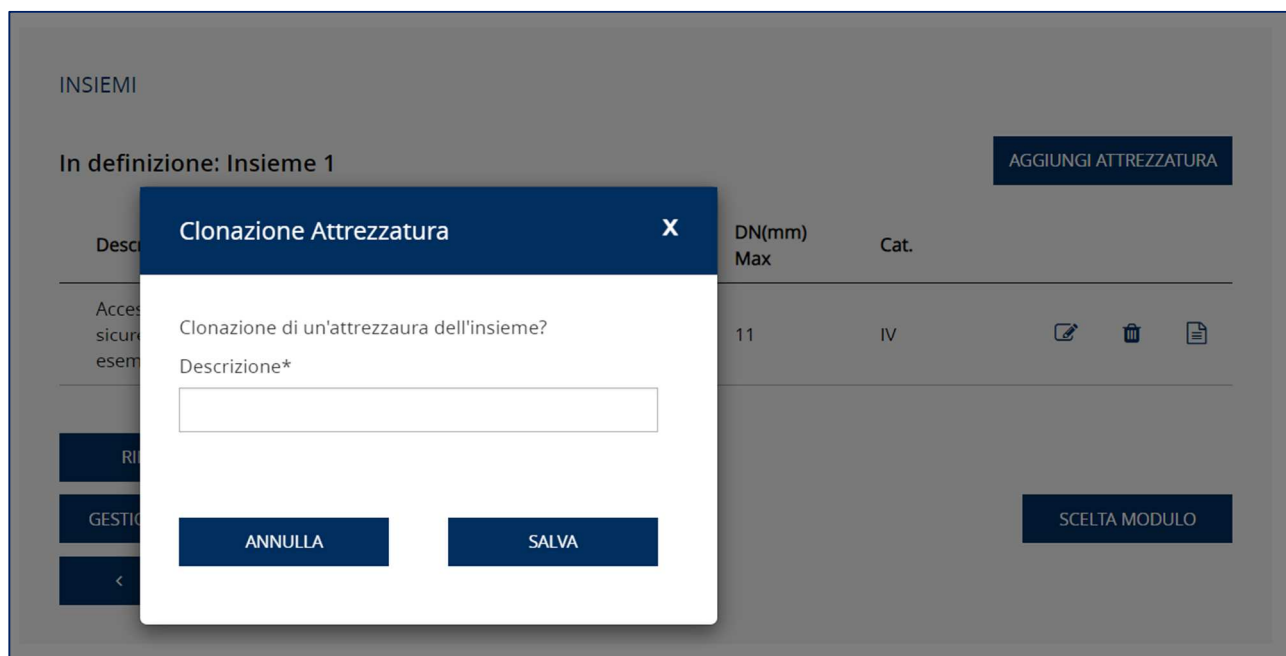 INSIEMI
In definizione: Insieme 1
AGGIUNGI ATTREZZATURA
Clonazione Attrezzatura
X
DN(mm)
Max
Cat.
Clonazione di un'attrezzaura dell'insieme?
11
IV
Descrizione*
ANNULLA
SALVA
SCELTA MODULO